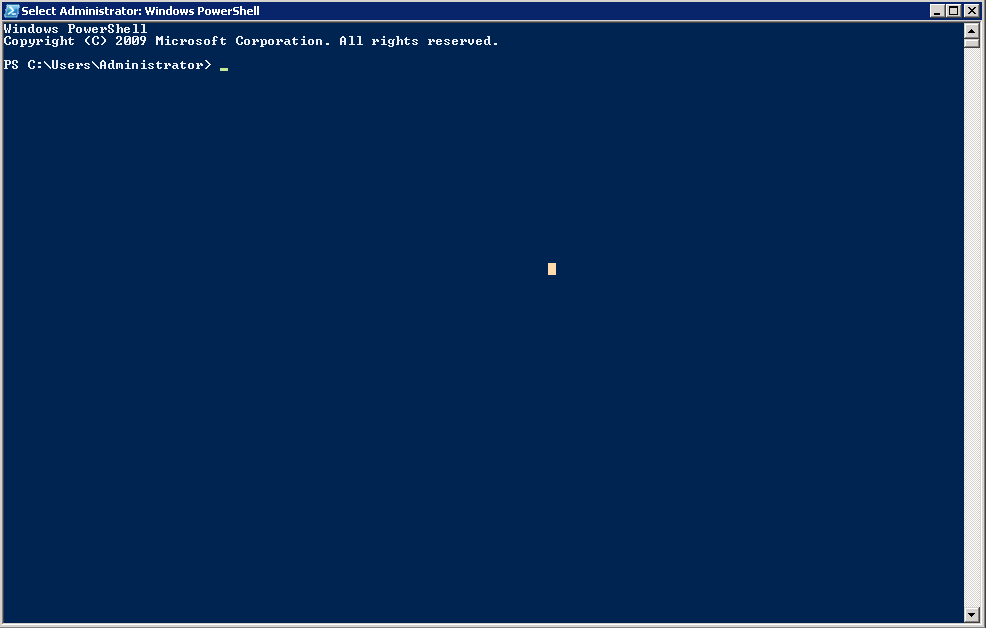 Select Administrator: Windows PowerShell
Windows PowerShell
Copyright (C) 2009 Microsoft Corporation. All rights reserved.
PS C:\Users\Administrator> _